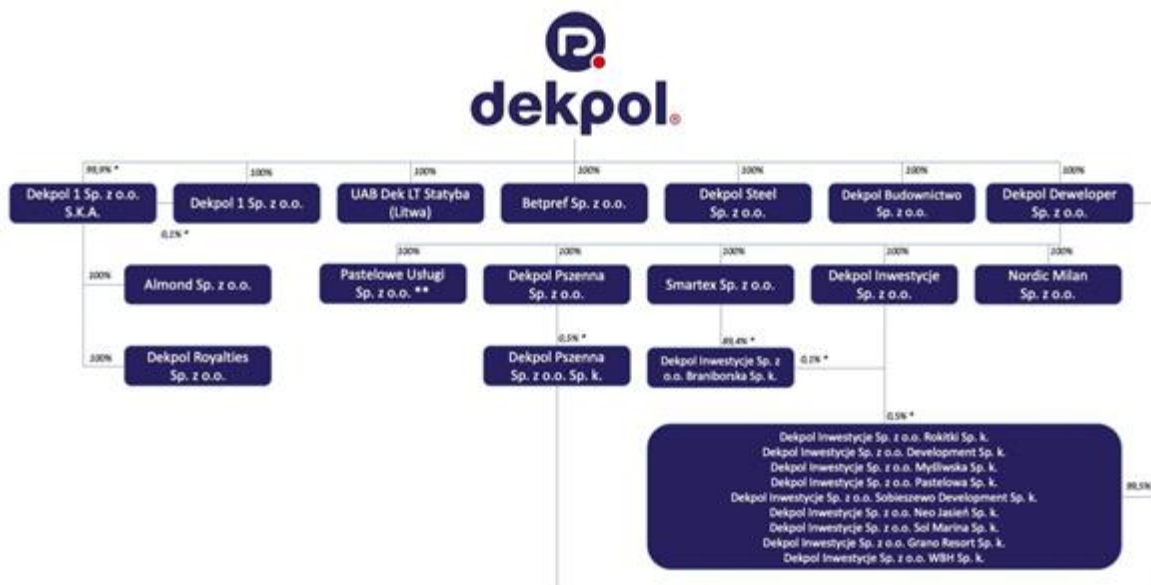 dekpol®
99,9% *
100%
100%
100%
100%
100%
100%
Dekpol 1 Sp. z o.o.
S.K.A.
Dekpol 1 Sp. z o.o.
UAB Dek LT Statyba
(Litwa)
Betpref Sp. z o.o.
Dekpol Steel
Sp. z o.o.
Dekpol Budownictwo
Sp. z o.o.
Dekpol Deweloper
Sp. z o.o.
0,1% *
100%
100%
100%
100%
100%
100%
Almond Sp. z o.o.
Pastelowe Usługi
Sp. z o.o. **
Dekpol Pszenna
Sp. z o.o.
Smartex Sp. z o.o.
Dekpol Inwestycje
Sp. z o.o.
Nordic Milan
Sp. z o.o.
100%
Dekpol Royalties
Sp. z o.o.
0,5% *
Dekpol Pszenna
Sp. z o.o. Sp. k.
89,4% *
Dekpol Inwestycje Sp. z
o.o. Braniborska Sp. k.
0,1% *
0,5% *
Dekpol Inwestycje Sp. z o.o. Rokitki Sp. k.
Dekpol Inwestycje Sp. z o.o. Development Sp. k.
Dekpol Inwestycje Sp. z o.o. Myśliwska Sp. k.
Dekpol Inwestycje Sp. z o.o. Pastelowa Sp. k.
Dekpol Inwestycje Sp. z o.o. Sobieszewo Development Sp. k.
Dekpol Inwestycje Sp. z o.o. Neo Jasień Sp. k.
Dekpol Inwestycje Sp. z o.o. Sol Marina Sp. k.
Dekpol Inwestycje Sp. z o.o. Grano Resort Sp. k.
Dekpol Inwestycje Sp. z o.o. WBH Sp. k.